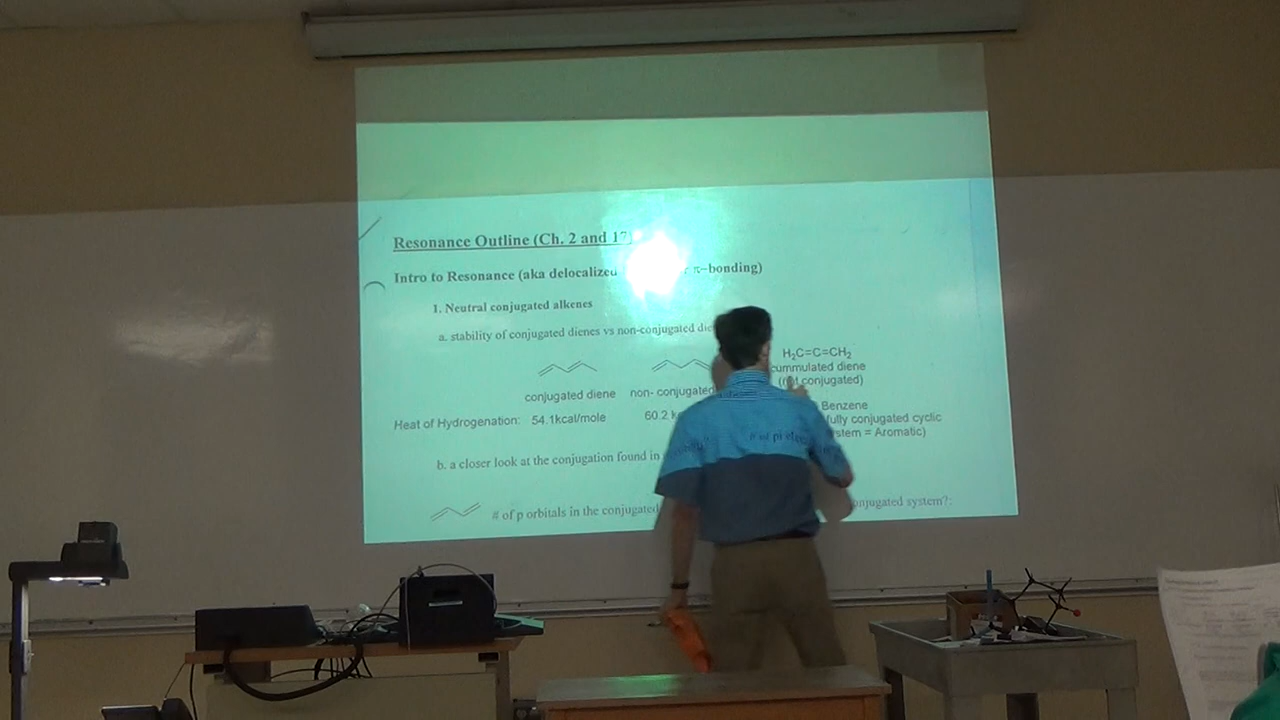 Resonance Outline (Ch. 2 and 17
Intro to Resonance (aka delocalized π–bonding)
1. Neutral conjugated alkenes
a. stability of conjugated dienes vs non-conjugated
H₂C=C=CH₂
cummulated diene
(not conjugated)
conjugated diene non- conjugated
Benzene
Heat of Hydrogenation: 54.1kcal/mole 60.2
fully conjugated cyclic
= Aromatic)
b. a closer look at the conjugation found in
# of p orbitals in the conjugated conjugated system?: